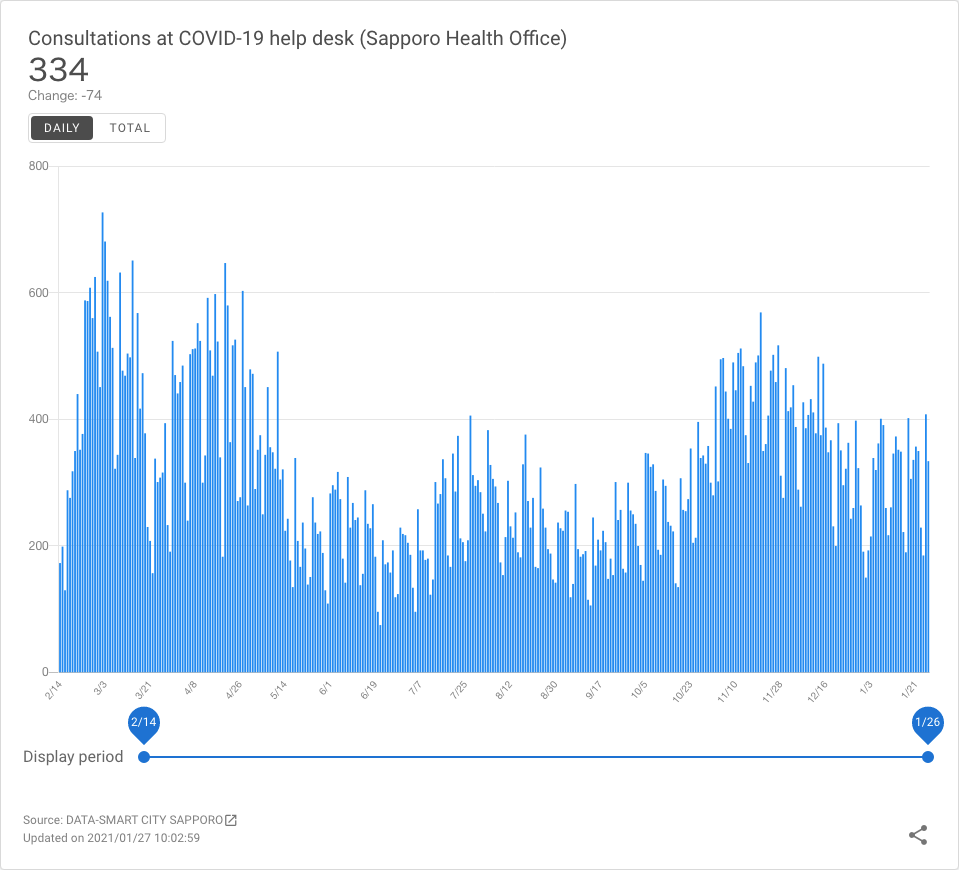 Consultations at COVID-19 help desk (Sapporo Health Office)
334
Change: -74
DAILY TOTAL
800
600
400
200
0
2/14 3/3 3/21 4/8 4/26 5/14 6/1 6/19 7/7 7/25 8/12 8/30 9/17 10/5 10/23 11/10 11/28 12/16 1/3 1/21
2/14 1/26
Display period
Source: DATA-SMART CITY SAPPORO
Updated on 2021/01/27 10:02:59